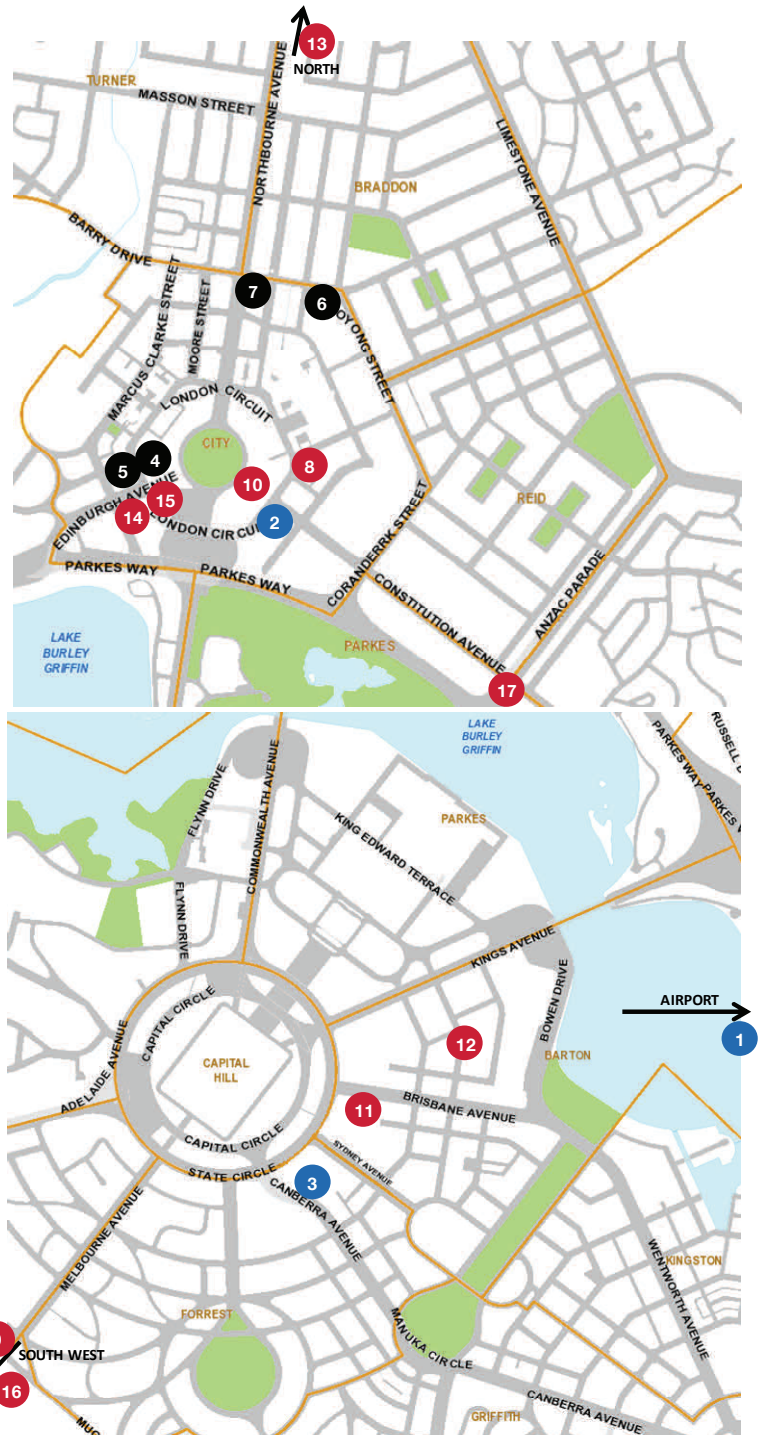 13
NORTH
TURNER
MASSON STREET
NORTHBOURNE AVENUE
LIMESTONE AVENUE
BRADDON
BARRY DRIVE
MARCUS CLARKE STREET
MOORE STREET
7
6
OYONG STREET
LONDON CIRCUIT
CITY
4
5
8
10
15
14
EDINBURGH AVENUE
LONDON CIRCU
2
REID
CORANDERRK STREET
PARKES WAY
PARKES WAY
CONSTITUTION AVENUE
ANZAC PARADE
PARKES
LAKE
BURLEY
GRIFFIN
17
LAKE
BURLEY
GRIFFIN
PARKES WAY
RUSSELL D
PARKES W
FLYNN DRIVE
COMMONWEALTH AVENUE
PARKES
KING EDWARD TERRACE
FLYNN DRIVE
KINGS AVENUE
BOWEN DRIVE
AIRPORT
1
CAPITAL CIRCLE
12
BARTON
ADELAIDE AVENUE
CAPITAL
HILL
11
BRISBANE AVENUE
CAPITAL CIRCLE
STATE CIRCLE
SYDNEY AVENUE
3
CANBERRA AVENUE
MELBOURNE AVENUE
WENTWORTH AVENUE
KINGSTON
FORREST
MANUKA CIRCLE
SOUTH WEST
16
CANBERRA AVENUE
GRIFFITH
MUG